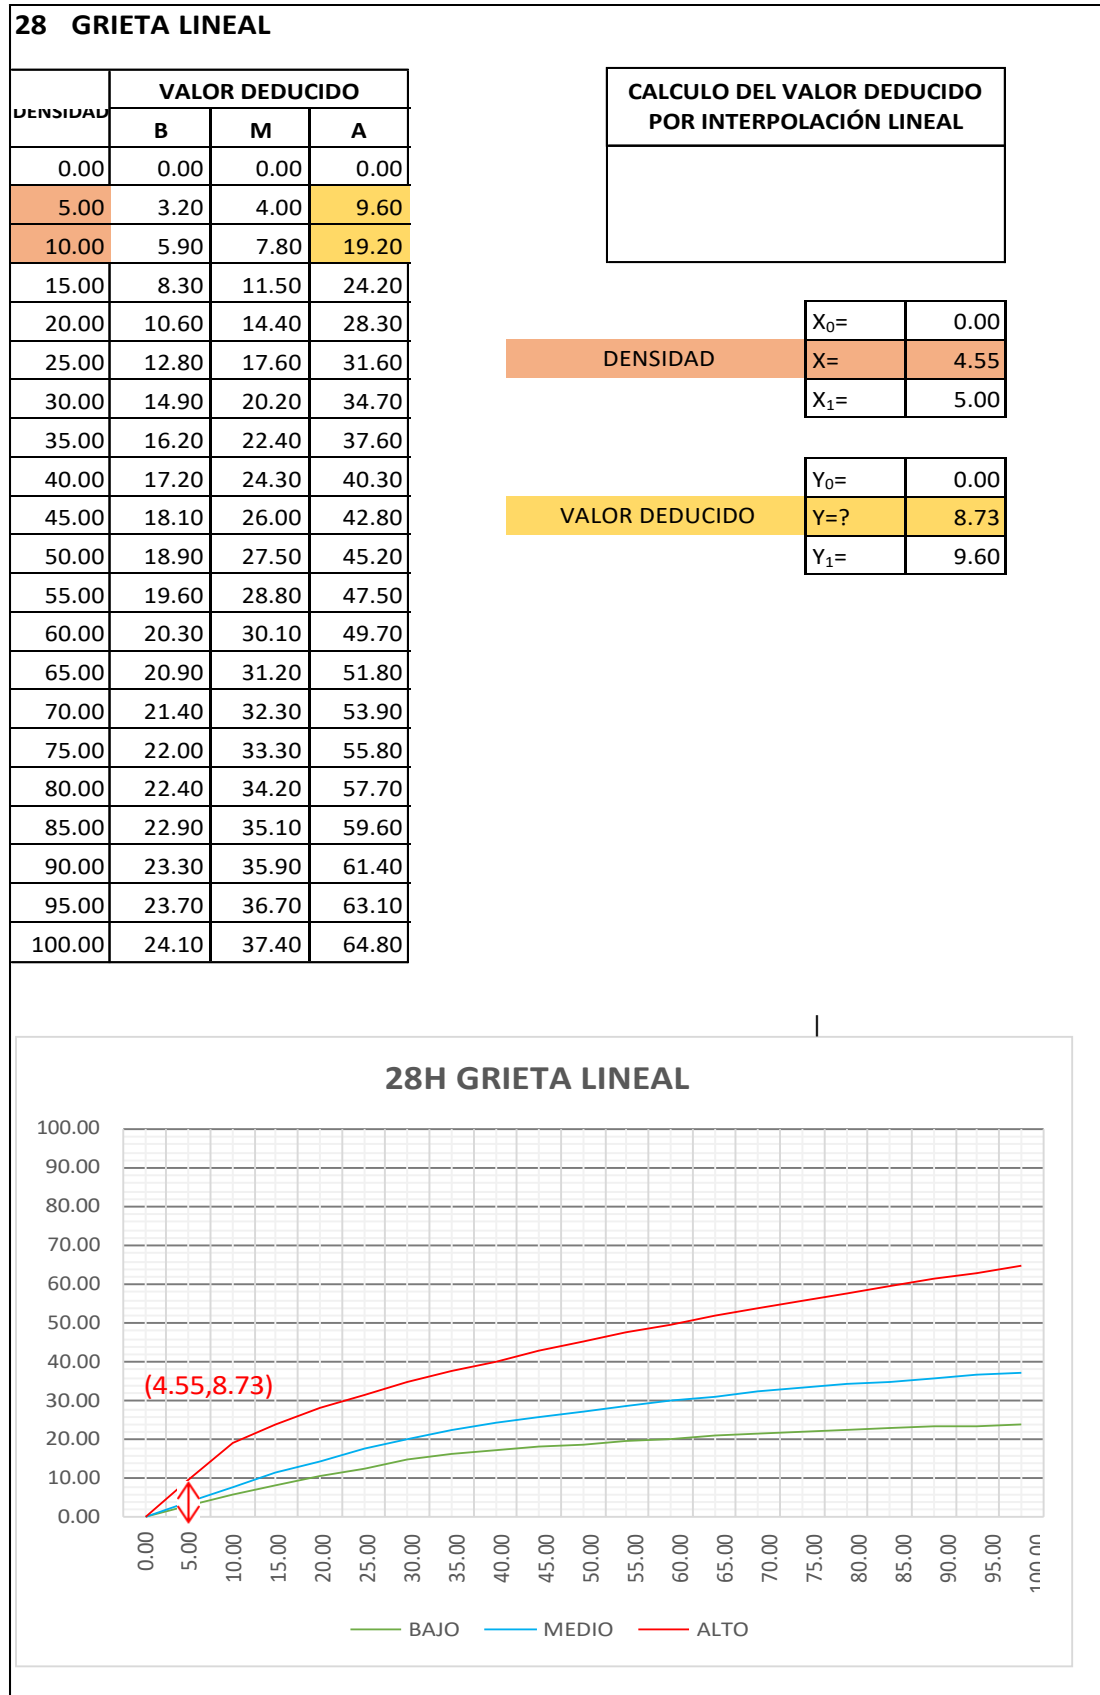 28 GRIETA LINEAL
DENSIDAD VALOR DEDUCIDO
B M A
0.00 0.00 0.00 0.00
5.00 3.20 4.00 9.60
10.00 5.90 7.80 19.20
15.00 8.30 11.50 24.20
20.00 10.60 14.40 28.30
25.00 12.80 17.60 31.60
30.00 14.90 20.20 34.70
35.00 16.20 22.40 37.60
40.00 17.20 24.30 40.30
45.00 18.10 26.00 42.80
50.00 18.90 27.50 45.20
55.00 19.60 28.80 47.50
60.00 20.30 30.10 49.70
65.00 20.90 31.20 51.80
70.00 21.40 32.30 53.90
75.00 22.00 33.30 55.80
80.00 22.40 34.20 57.70
85.00 22.90 35.10 59.60
90.00 23.30 35.90 61.40
95.00 23.70 36.70 63.10
100.00 24.10 37.40 64.80
CALCULO DEL VALOR DEDUCIDO
POR INTERPOLACIÓN LINEAL
X₀= 0.00
DENSIDAD X= 4.55
X₁= 5.00
Y₀= 0.00
VALOR DEDUCIDO Y=? 8.73
Y₁= 9.60
28H GRIETA LINEAL
100.00
90.00
80.00
70.00
60.00
50.00
40.00
30.00
20.00
10.00
0.00
(4.55,8.73)
0.00 5.00 10.00 15.00 20.00 25.00 30.00 35.00 40.00 45.00 50.00 55.00 60.00 65.00 70.00 75.00 80.00 85.00 90.00 95.00 100.00
BAJO MEDIO ALTO